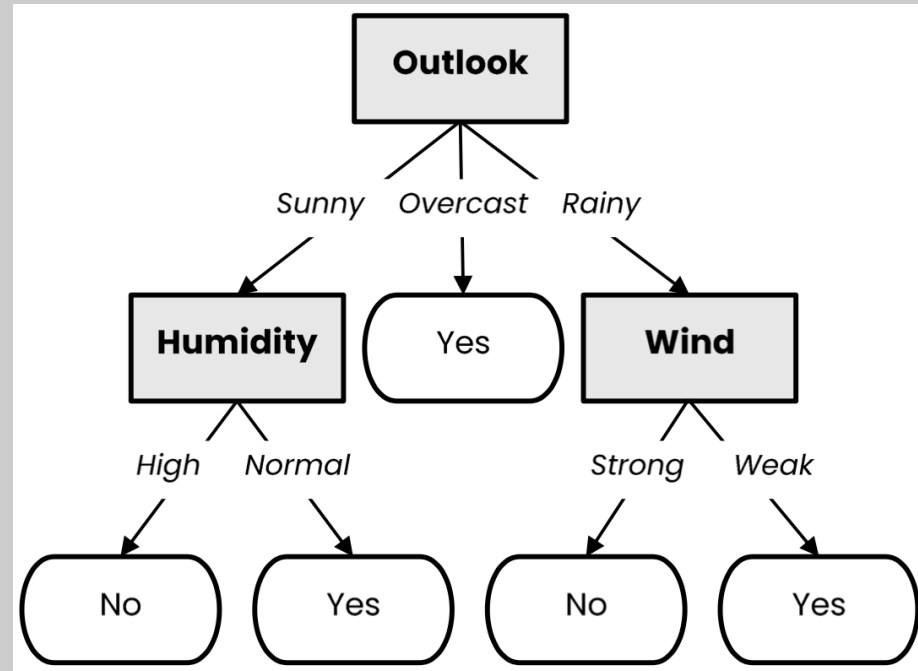 Outlook
Sunny Overcast Rainy
Humidity Yes Wind
High Normal Strong Weak
No Yes No Yes